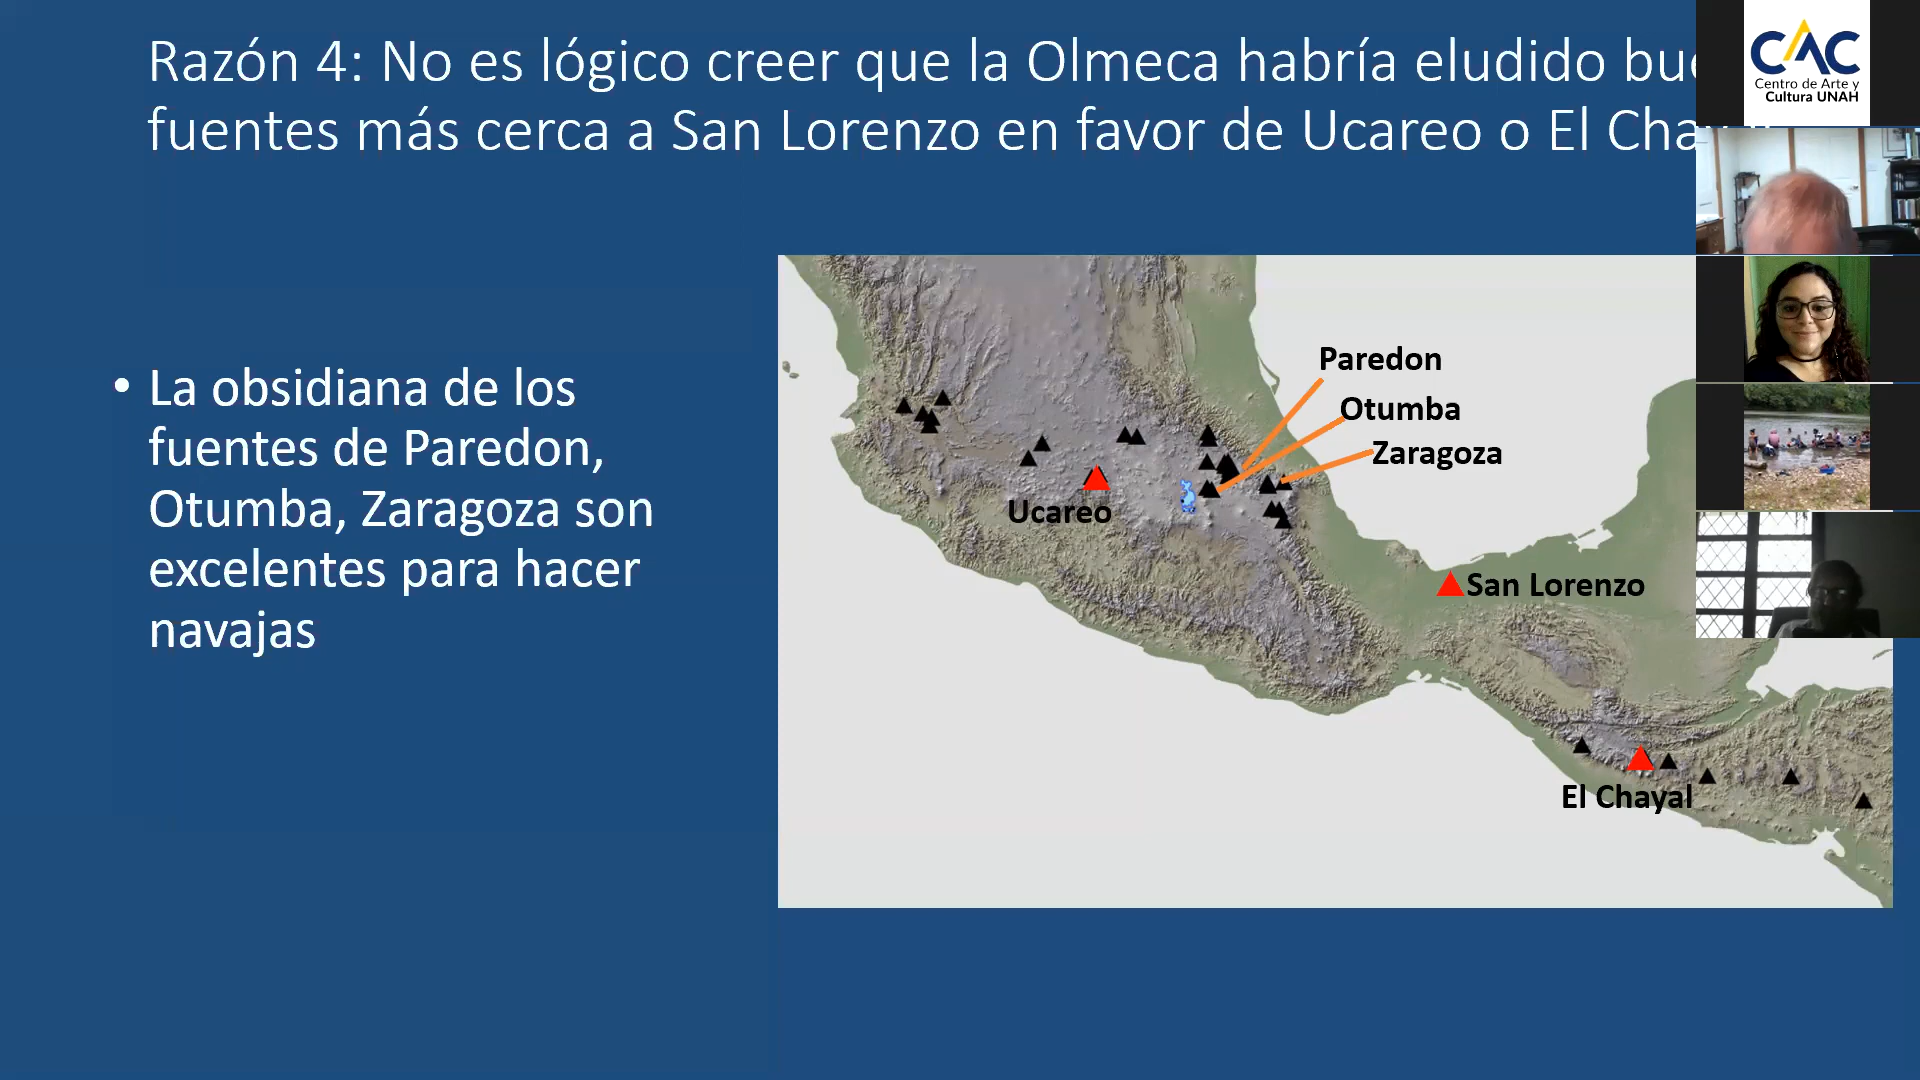 Razón 4: No es lógico creer que la Olmeca habría eludido
fuentes más cerca a San Lorenzo en favor de Ucareo o El
• La obsidiana de los
fuentes de Paredon,
Otumba, Zaragoza son
excelentes para hacer
navajas
Paredon
Otumba
Zaragoza
Ucareo
San Lorenzo
El Chayal
CAC
Centro de Arte y
Cultura UNAH